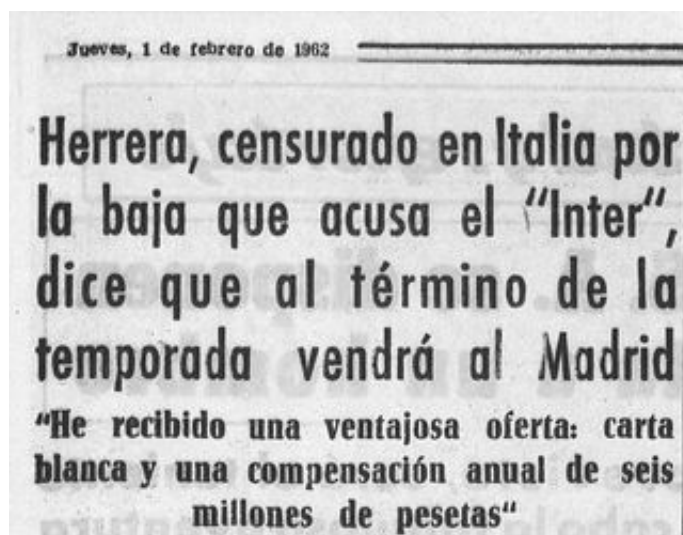 Jueves, 1 de febrero de 1962
Herrera, censurado en Italia por
la baja que acusa el “Inter“,
dice que al término de la
temporada vendrá al Madrid
“He recibido una ventajosa oferta: carta
blanca y una compensación anual de seis
millones de pesetas“